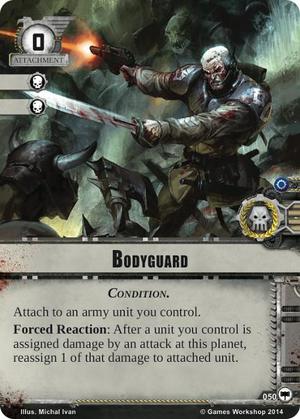 0
ATTACHMENT
BODYGUARD
CONDITION.
Attach to an army unit you control.
Forced Reaction: After a unit you control is
assigned damage by an attack at this planet,
reassign 1 of that damage to attached unit.
Illus. Michal Ivan
© Games Workshop 2014
050